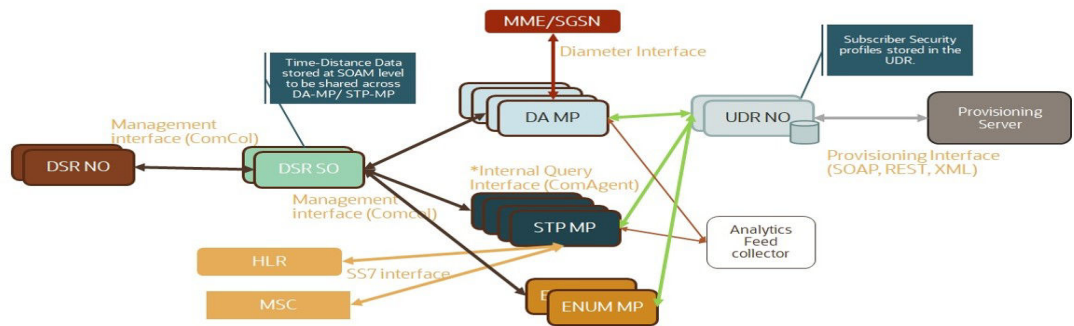 MME/SGSN
Diameter Interface
Time-Distance Data
stored at SOAM level
to be shared across
DA-MP/ STP-MP
Subscriber Security
profiles stored in the
UDR.
DA MP
UDR NO
Provisioning
Server
Management
interface (ComCol)
DSR NO
DSR SO
*Internal Query
Interface (ComAgent)
Management
interface (Comcol)
Provisioning Interface
(SOAP, REST, XML)
STP MP
Analytics
Feed
collector
HLR
SS7 interface
MSC
E
ENUM MP